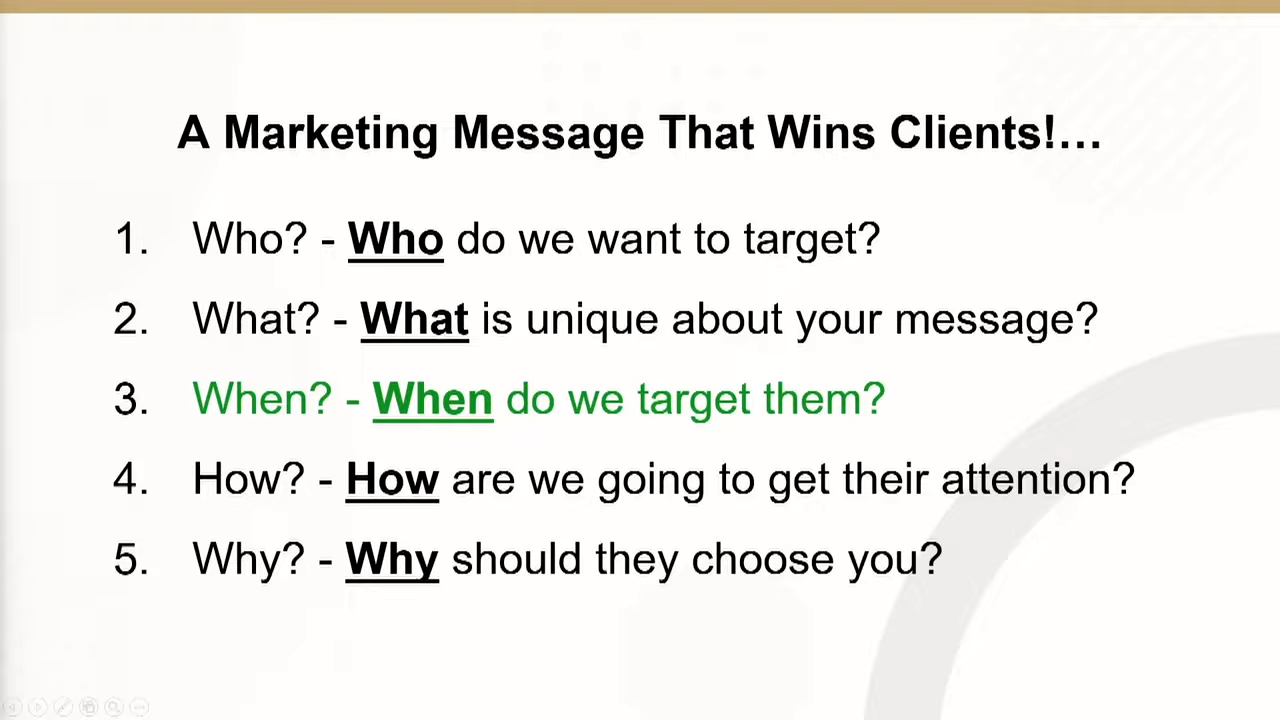 A Marketing Message That Wins Clients!...
1. Who? - Who do we want to target?
2. What? - What is unique about your message?
3. When? - When do we target them?
4. How? - How are we going to get their attention?
5. Why? - Why should they choose you?